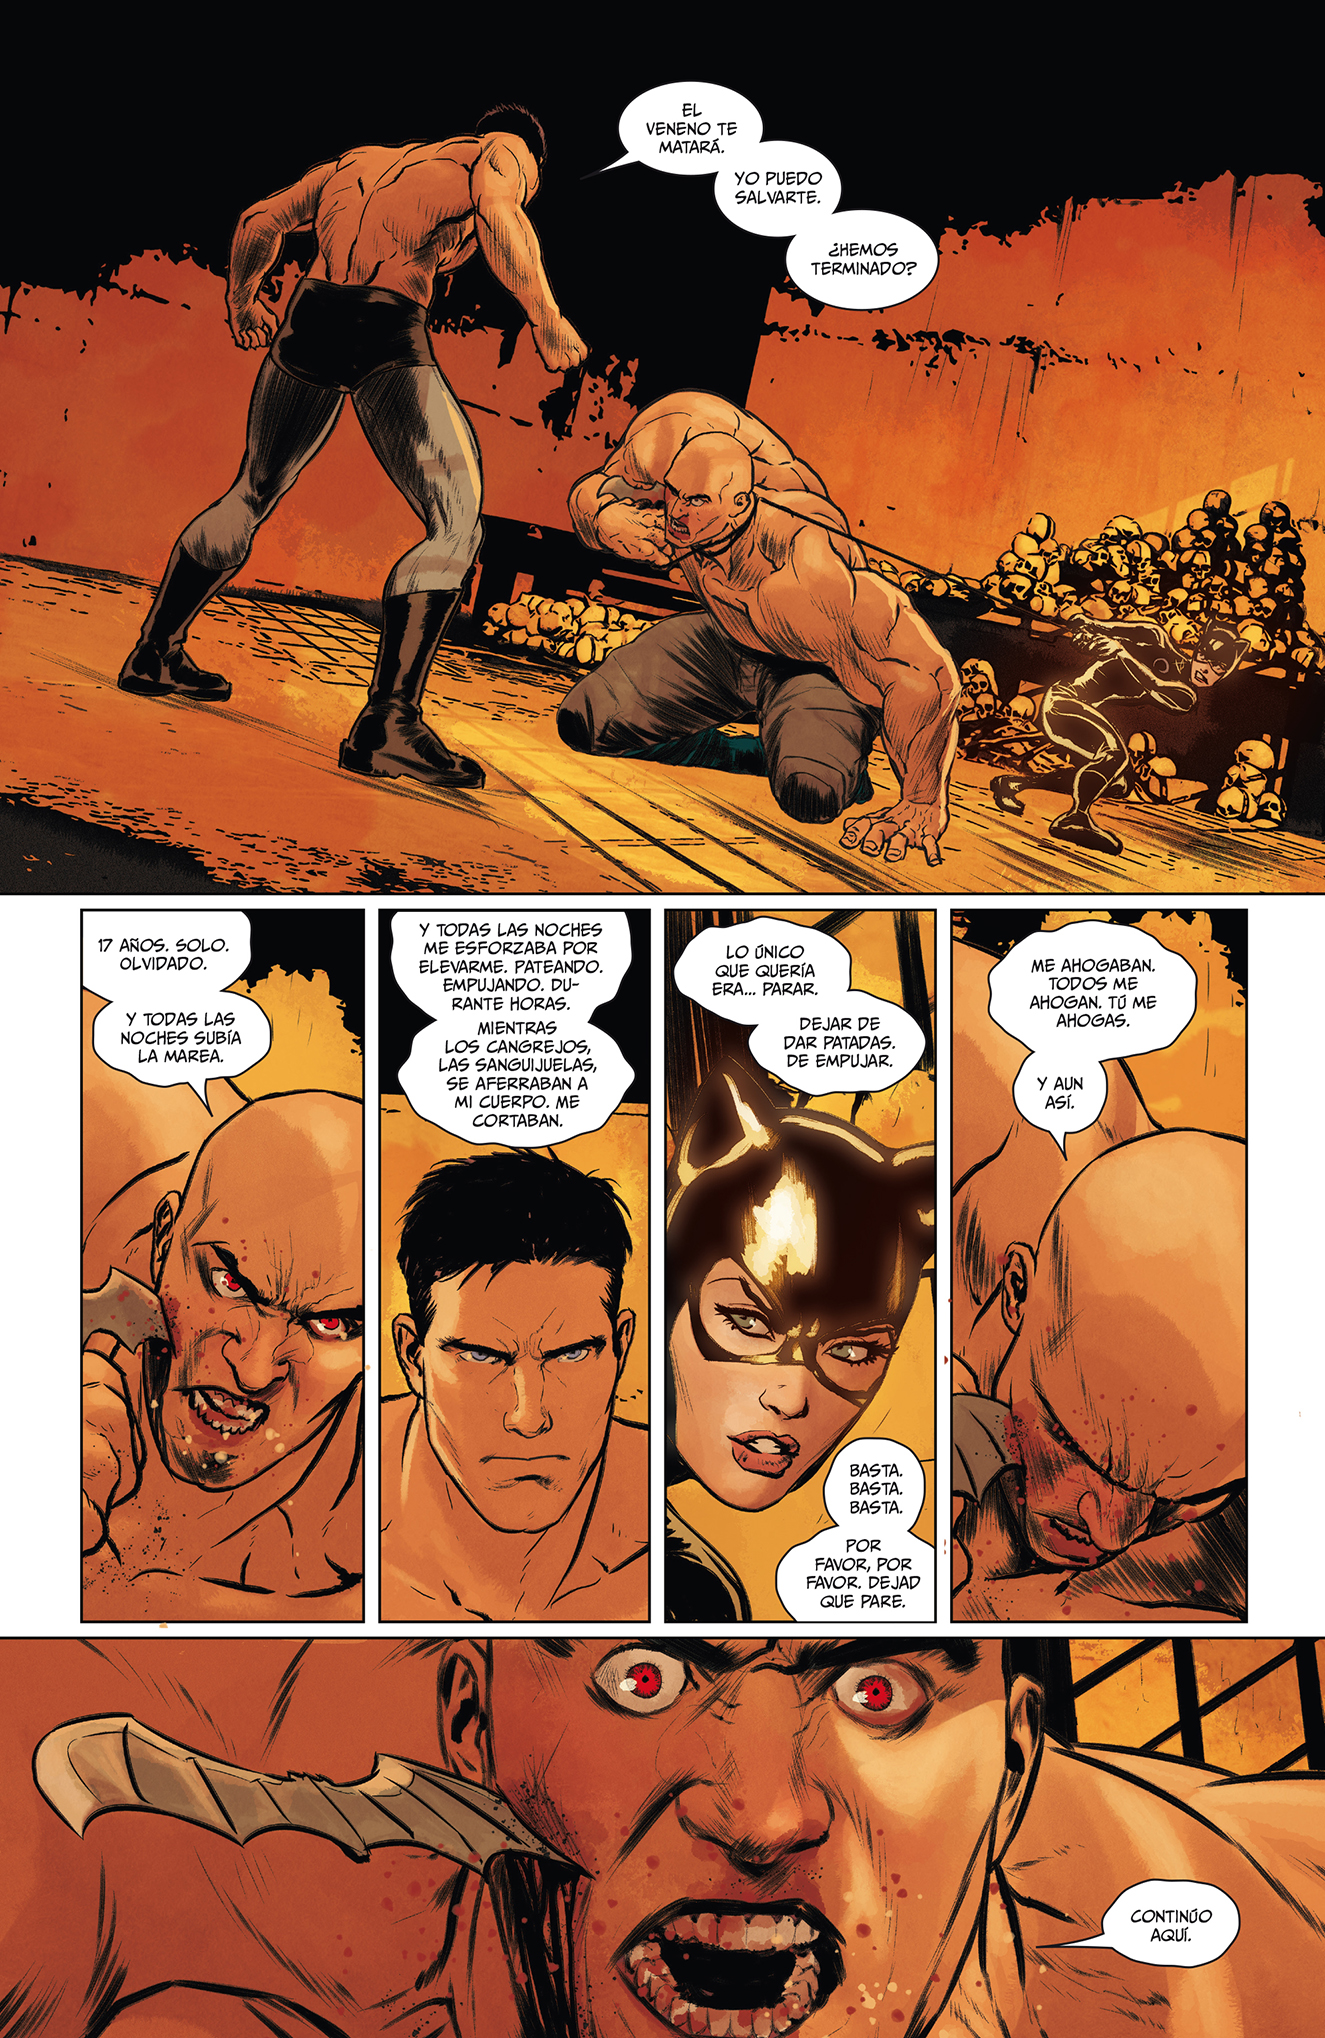 EL
VENENO TE
MATARÁ.
YO PUEDO
SALVARTE.
¿HEMOS
TERMINADO?
17 AÑOS. SOLO.
OLVIDADO.
Y TODAS LAS
NOCHES SUBÍA
LA MAREA.
Y TODAS LAS NOCHES
ME ESFORZABA POR
ELEVARME. PATEANDO.
EMPUJANDO. DU-
RANTE HORAS.
MIENTRAS
LOS CANGREJOS,
LAS SANGUIJUELAS,
SE AFERRABAN A
MI CUERPO. ME
CORTABAN.
LO ÚNICO
QUE QUERÍA
ERA... PARAR.
DEJAR DE
DAR PATADAS.
DE EMPUJAR.
BASTA.
BASTA.
BASTA.
POR
FAVOR, POR
FAVOR. DEJAD
QUE PARE.
ME AHOGABAN.
TODOS ME
AHOGAN. TÚ ME
AHOGAS.
Y AUN
ASÍ.
CONTINÚO
AQUÍ.